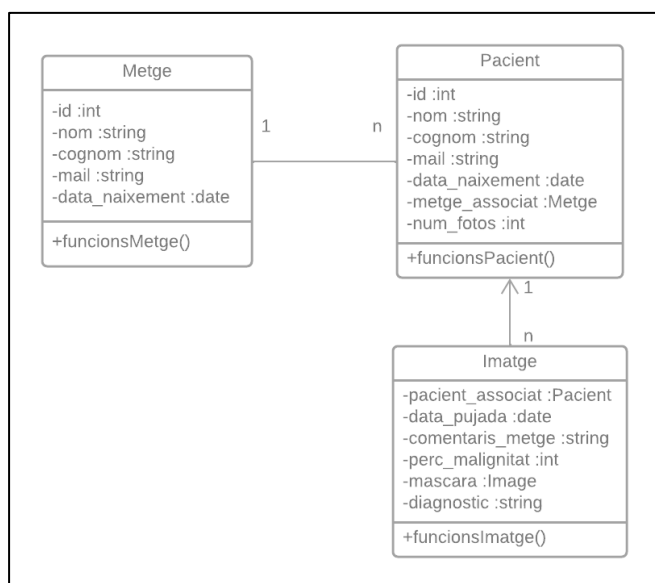 Metge
-id :int
-nom :string
-cognom :string
-mail :string
-data_naixement :date
+funcionsMetge()
1
n
Pacient
-id :int
-nom :string
-cognom :string
-mail :string
-data_naixement :date
-metge_associat :Metge
-num_fotos :int
+funcionsPacient()
1
n
Imatge
-pacient_associat :Pacient
-data_pujada :date
-comentaris_metge :string
-perc_malignitat :int
-mascara :Image
-diagnostic :string
+funcionsImatge()